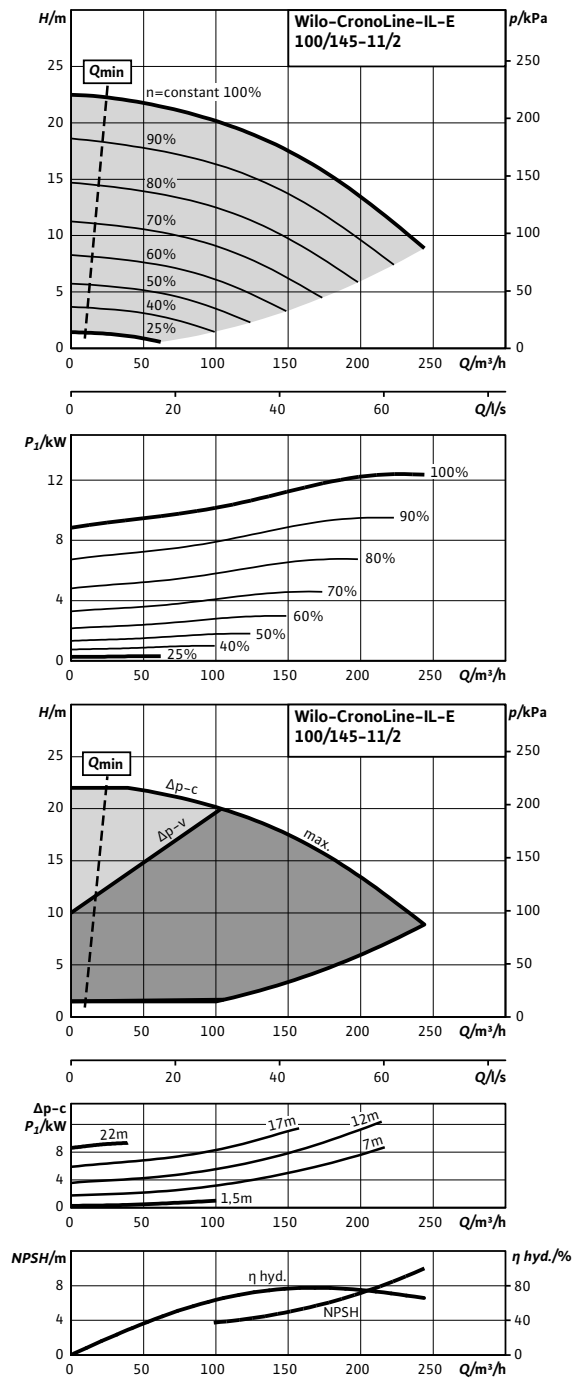 H/m
Wilo-CronoLine-IL-E
100/145-11/2
p/kPa
Qmin
n=constant 100%
90%
80%
70%
60%
50%
40%
25%
25
20
15
10
5
0
250
200
150
100
50
0
0 50 100 150 200 250 Q/m³/h
0 20 40 60 Q/l/s
P1/kW
12
8
4
0
100%
90%
80%
70%
60%
50%
40%
25%
0 50 100 150 200 250 Q/m³/h
H/m
Wilo-CronoLine-IL-E
100/145-11/2
p/kPa
Qmin
Δp-c
Δp-v
max.
25
20
15
10
5
0
250
200
150
100
50
0
0 50 100 150 200 250 Q/m³/h
0 20 40 60 Q/l/s
Δp-c
P1/kW
8
4
0
22m
17m
12m
7m
1,5m
0 50 100 150 200 250 Q/m³/h
NPSH/m
η hyd./%
8
4
0
η hyd.
NPSH
80
40
0
0 50 100 150 200 250 Q/m³/h